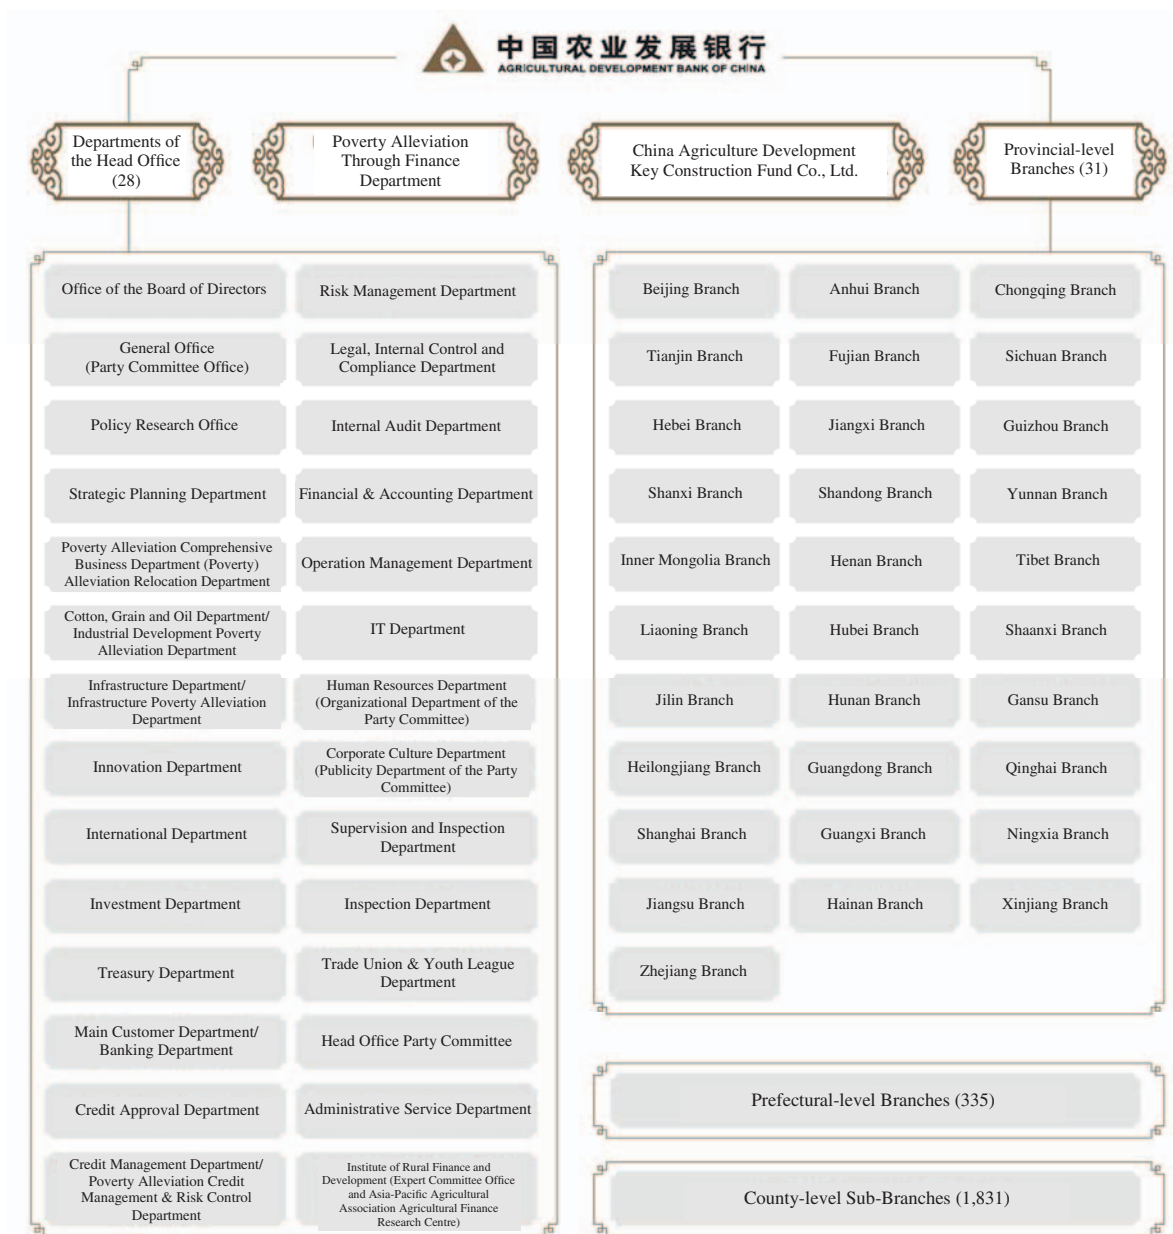 中国农业发展银行
AGRICULTURAL DEVELOPMENT BANK OF CHINA
Departments of
the Head Office
(28)
Poverty Alleviation
Through Finance
Department
China Agriculture Development
Key Construction Fund Co., Ltd.
Provincial-level
Branches (31)
Office of the Board of Directors
Risk Management Department
General Office
(Party Committee Office)
Legal, Internal Control and
Compliance Department
Policy Research Office
Internal Audit Department
Strategic Planning Department
Financial & Accounting Department
Poverty Alleviation Comprehensive
Business Department (Poverty)
Alleviation Relocation Department
Operation Management Department
Cotton, Grain and Oil Department/
Industrial Development Poverty
Alleviation Department
IT Department
Infrastructure Department/
Infrastructure Poverty Alleviation
Department
Human Resources Department
(Organizational Department of the
Party Committee)
Innovation Department
Corporate Culture Department
(Publicity Department of the Party
Committee)
International Department
Supervision and Inspection
Department
Investment Department
Inspection Department
Treasury Department
Trade Union & Youth League
Department
Main Customer Department/
Banking Department
Head Office Party Committee
Credit Approval Department
Administrative Service Department
Credit Management Department/
Poverty Alleviation Credit
Management & Risk Control
Department
Institute of Rural Finance and
Development (Expert Committee Office
and Asia-Pacific Agricultural
Association Agricultural Finance
Research Centre)
Beijing Branch
Anhui Branch
Chongqing Branch
Tianjin Branch
Fujian Branch
Sichuan Branch
Hebei Branch
Jiangxi Branch
Guizhou Branch
Shanxi Branch
Shandong Branch
Yunnan Branch
Inner Mongolia Branch
Henan Branch
Tibet Branch
Liaoning Branch
Hubei Branch
Shaanxi Branch
Jilin Branch
Hunan Branch
Gansu Branch
Heilongjiang Branch
Guangdong Branch
Qinghai Branch
Shanghai Branch
Guangxi Branch
Ningxia Branch
Jiangsu Branch
Hainan Branch
Xinjiang Branch
Zhejiang Branch
Prefectural-level Branches (335)
County-level Sub-Branches (1,831)